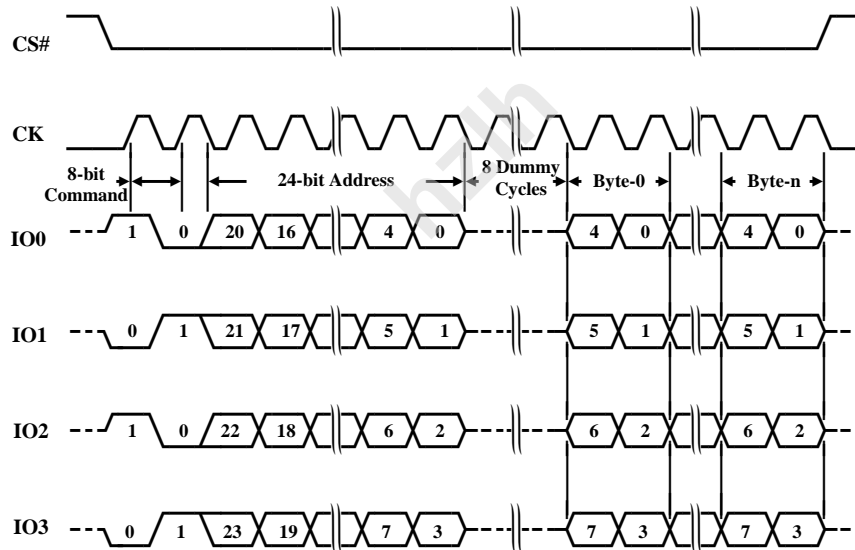 CS#
CK
8-bit
Command
24-bit Address
8 Dummy
Cycles
Byte-0
Byte-n
IO0 1 0 20 16 4 0 4 0 4 0
IO1 0 1 21 17 5 1 5 1 5 1
IO2 1 0 22 18 6 2 6 2 6 2
IO3 0 1 23 19 7 3 7 3 7 3
hzlh